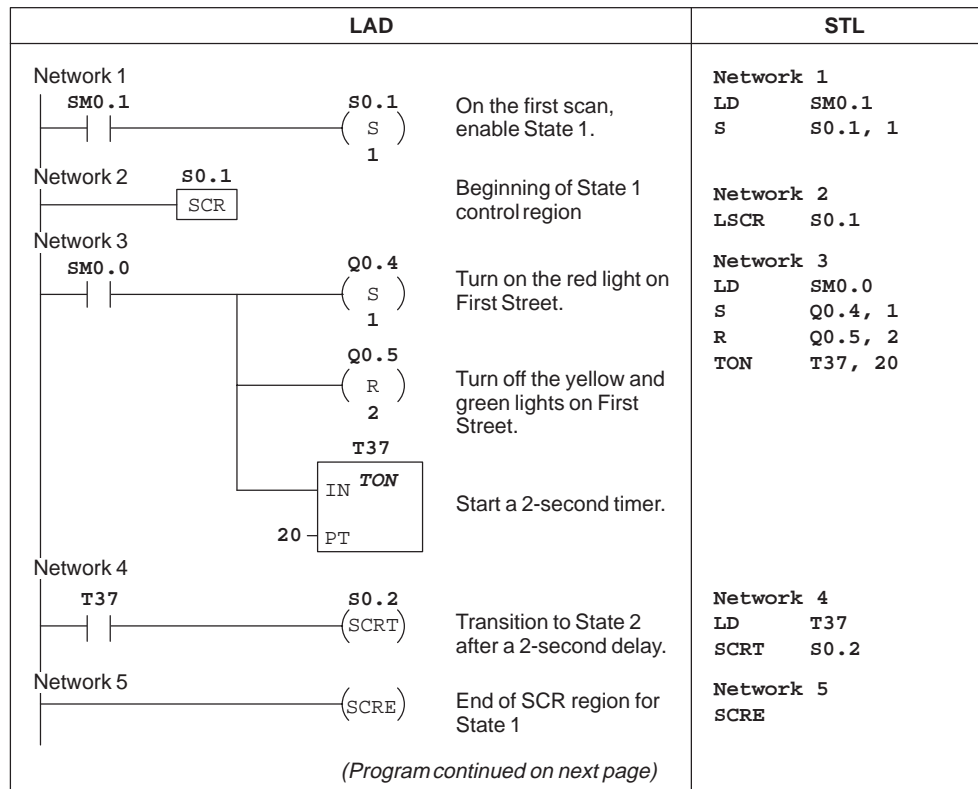 LAD
STL
Network 1
SM0.1
S0.1
S
1
On the first scan,
enable State 1.
Network 1
LD SM0.1
S S0.1, 1
Network 2
S0.1
SCR
Beginning of State 1
control region
Network 2
LSCR S0.1
Network 3
SM0.0
Q0.4
S
1
Turn on the red light on
First Street.
Q0.5
R
2
Turn off the yellow and
green lights on First
Street.
T37
IN TON
20 PT
Start a 2-second timer.
Network 3
LD SM0.0
S Q0.4, 1
R Q0.5, 2
TON T37, 20
Network 4
T37
S0.2
SCRT
Transition to State 2
after a 2-second delay.
Network 4
LD T37
SCRT S0.2
Network 5
SCRE
End of SCR region for
State 1
Network 5
SCRE
(Program continued on next page)